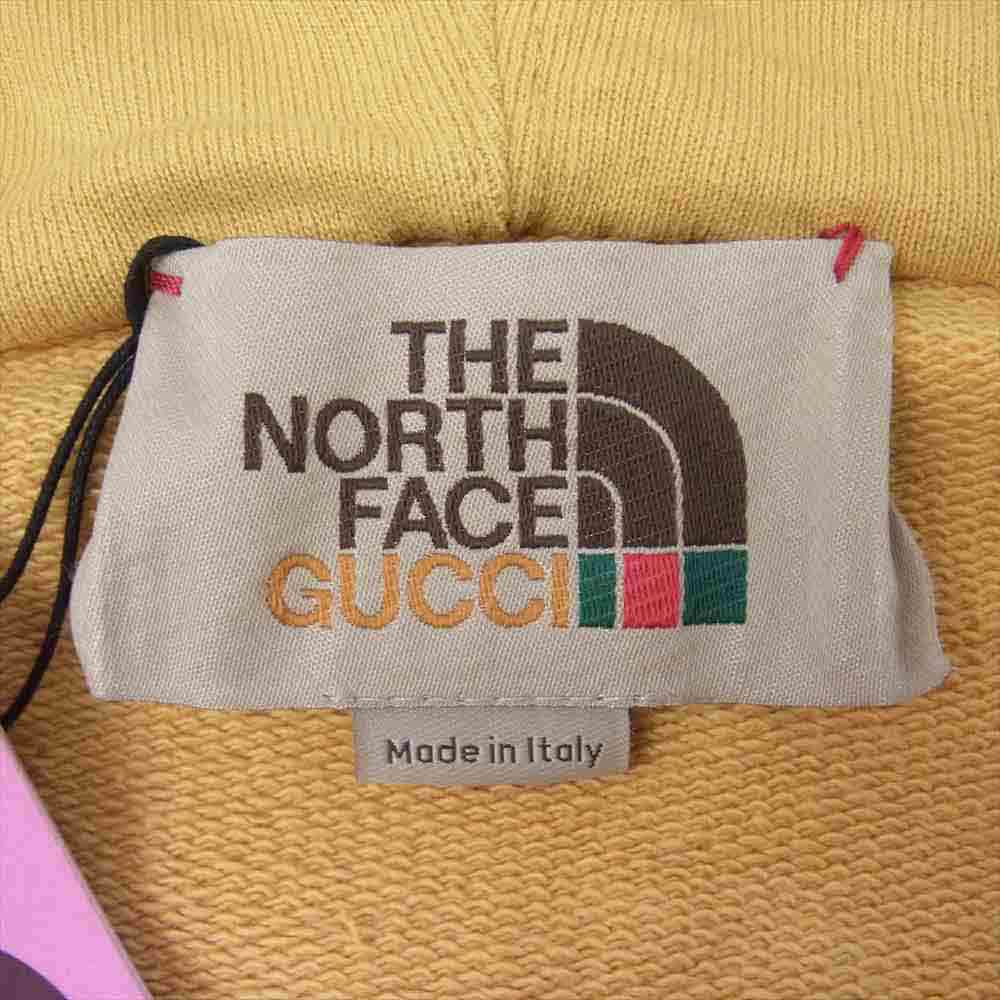 THE
NORTH
FACE
GUCCI
Made in Italy